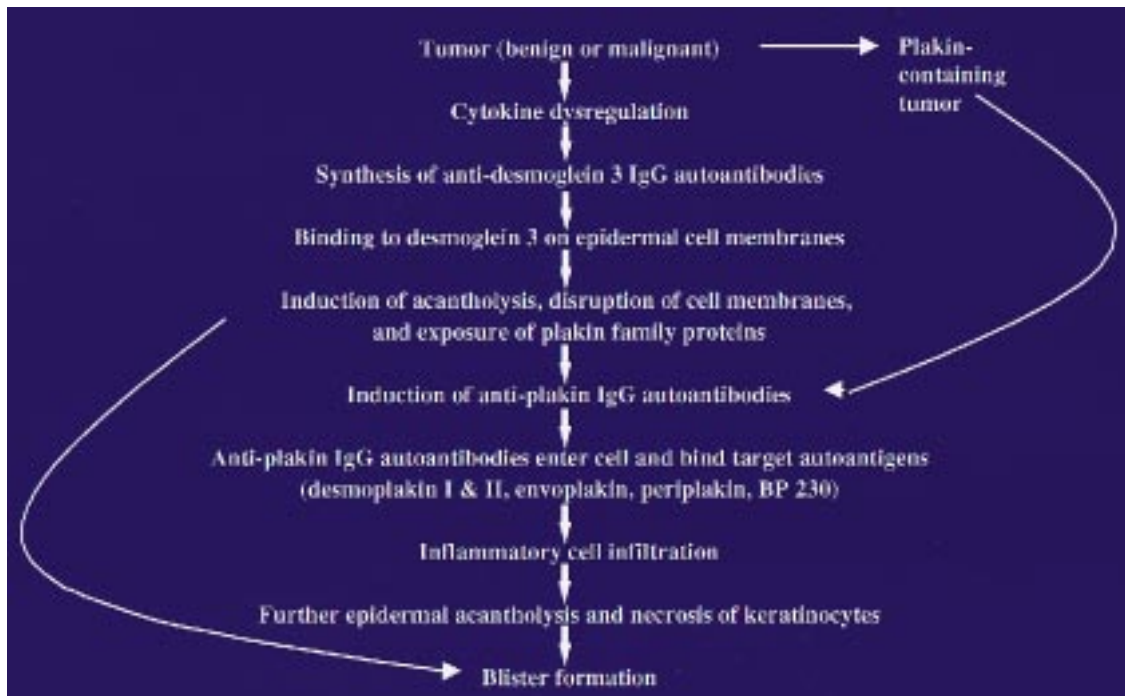 Tumor (benign or malignant)
Plakin-
containing
tumor
Cytokine dysregulation
Synthesis of anti-desmoglein 3 IgG autoantibodies
Binding to desmoglein 3 on epidermal cell membranes
Induction of acantholysis, disruption of cell membranes,
and exposure of plakin family proteins
Induction of anti-plakin IgG autoantibodies
Anti-plakin IgG autoantibodies enter cell and bind target autoantigens
(desmoplakin I & II, envoplakin, periplakin, BP 230)
Inflammatory cell infiltration
Further epidermal acantholysis and necrosis of keratinocytes
Blister formation